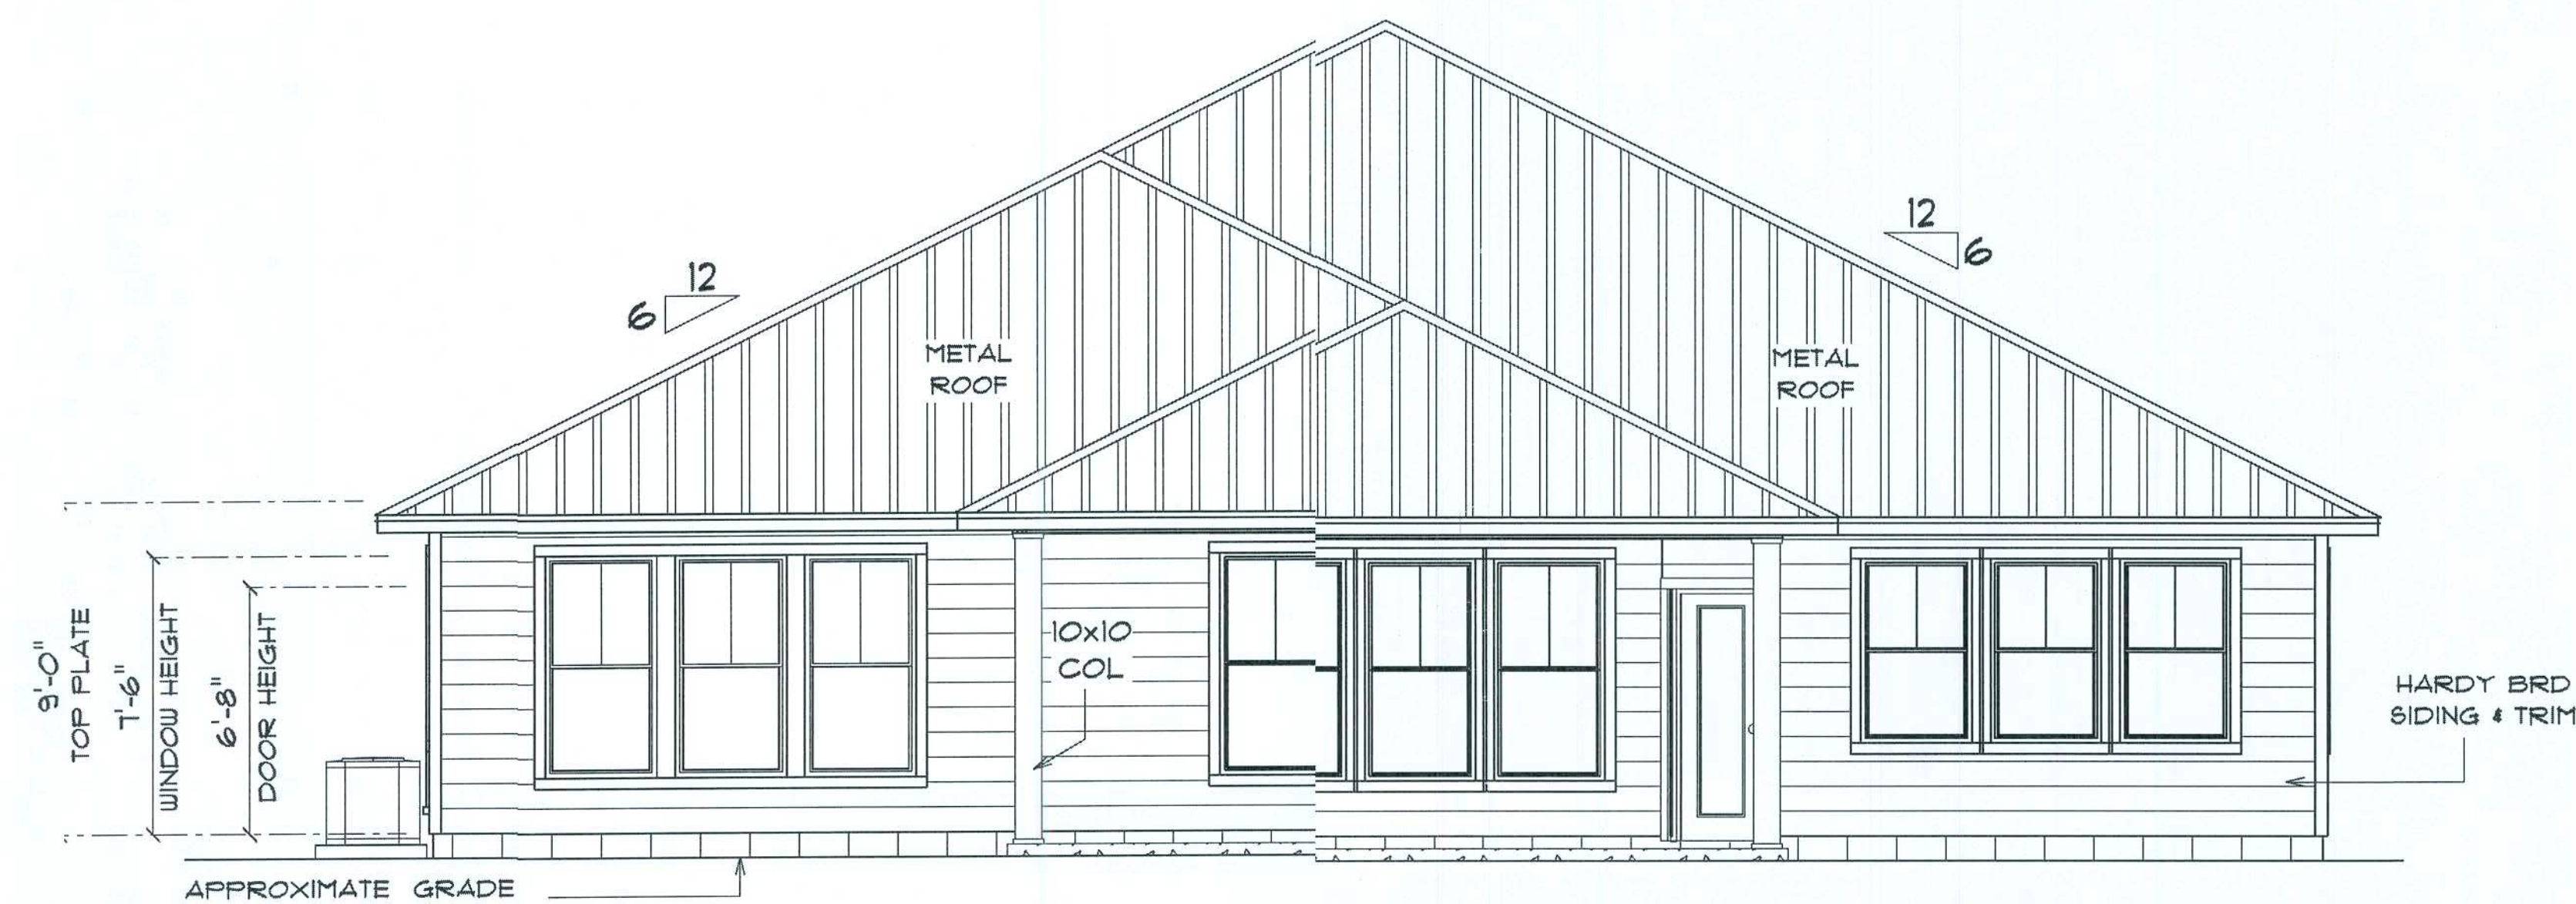 12
6
12
6
METAL
ROOF
METAL
ROOF
9'-0"
TOP PLATE
7'-6"
WINDOW HEIGHT
6'-8"
DOOR HEIGHT
10x10
COL
HARDY BRD
SIDING & TRIM
APPROXIMATE GRADE